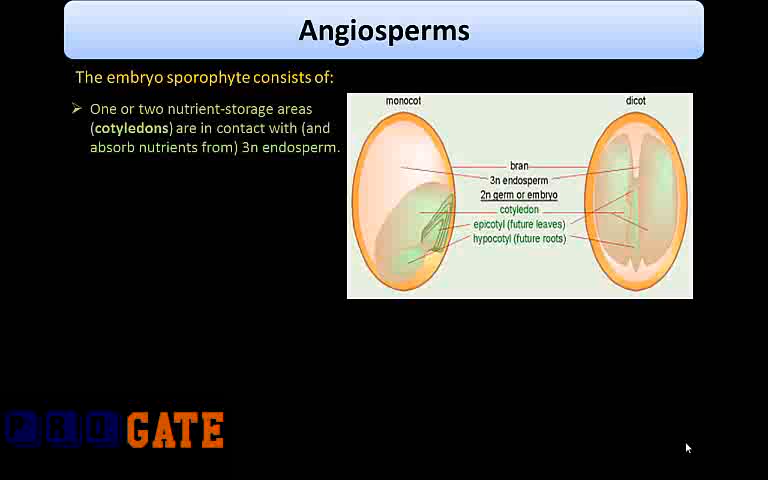 Angiosperms
The embryo sporophyte consists of:
One or two nutrient-storage areas
(cotyledons) are in contact with (and
absorb nutrients from) 3n endosperm.
monocot
dicot
bran
3n endosperm
2n germ or embryo
cotyledon
epicotyl (future leaves)
hypocotyl (future roots)
PRO GATE